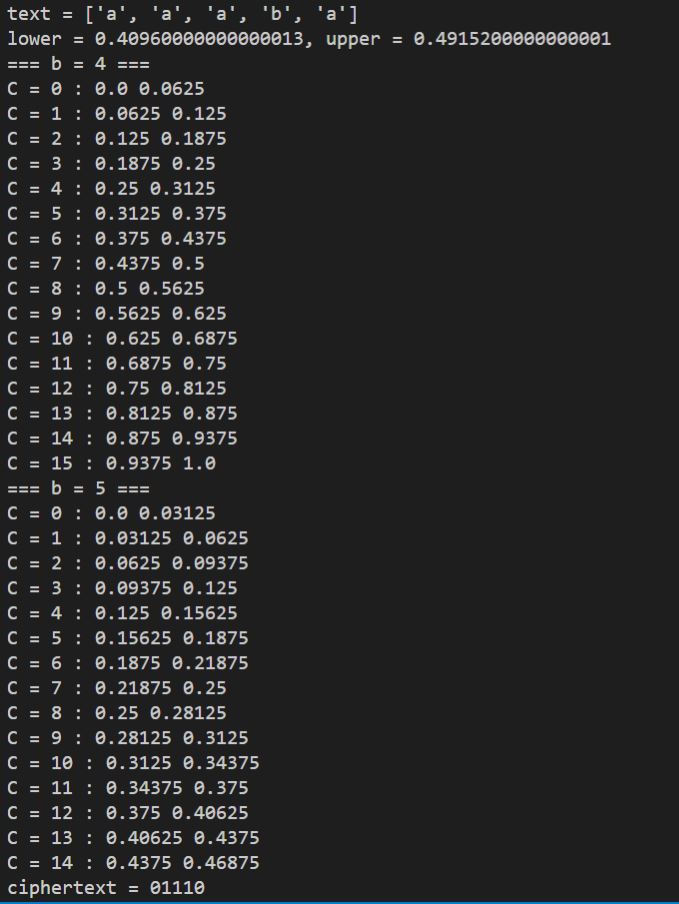 text = ['a', 'a', 'a', 'b', 'a']
lower = 0.40960000000000013, upper = 0.4915200000000001
=== b = 4 ===
C = 0 : 0.0 0.0625
C = 1 : 0.0625 0.125
C = 2 : 0.125 0.1875
C = 3 : 0.1875 0.25
C = 4 : 0.25 0.3125
C = 5 : 0.3125 0.375
C = 6 : 0.375 0.4375
C = 7 : 0.4375 0.5
C = 8 : 0.5 0.5625
C = 9 : 0.5625 0.625
C = 10 : 0.625 0.6875
C = 11 : 0.6875 0.75
C = 12 : 0.75 0.8125
C = 13 : 0.8125 0.875
C = 14 : 0.875 0.9375
C = 15 : 0.9375 1.0
=== b = 5 ===
C = 0 : 0.0 0.03125
C = 1 : 0.03125 0.0625
C = 2 : 0.0625 0.09375
C = 3 : 0.09375 0.125
C = 4 : 0.125 0.15625
C = 5 : 0.15625 0.1875
C = 6 : 0.1875 0.21875
C = 7 : 0.21875 0.25
C = 8 : 0.25 0.28125
C = 9 : 0.28125 0.3125
C = 10 : 0.3125 0.34375
C = 11 : 0.34375 0.375
C = 12 : 0.375 0.40625
C = 13 : 0.40625 0.4375
C = 14 : 0.4375 0.46875
ciphertext = 01110